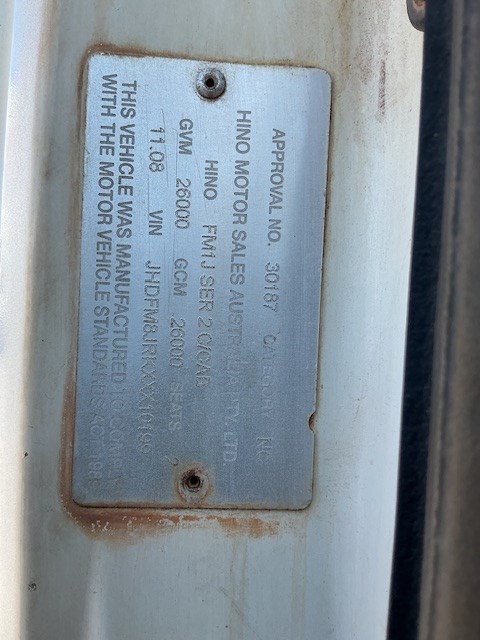 APPROVAL NO. 30187 CATEGORY NC
HINO MOTOR SALES AUSTRALIA PTY. LTD.
HINO FM1J SER 2 C/CAB
GVM 26000 GCM 26000 SEATS 2
11.08 VIN
THIS VEHICLE WAS MANUFACTURED TO COMPLY
WITH THE MOTOR VEHICLE STANDARDS ACT 1989